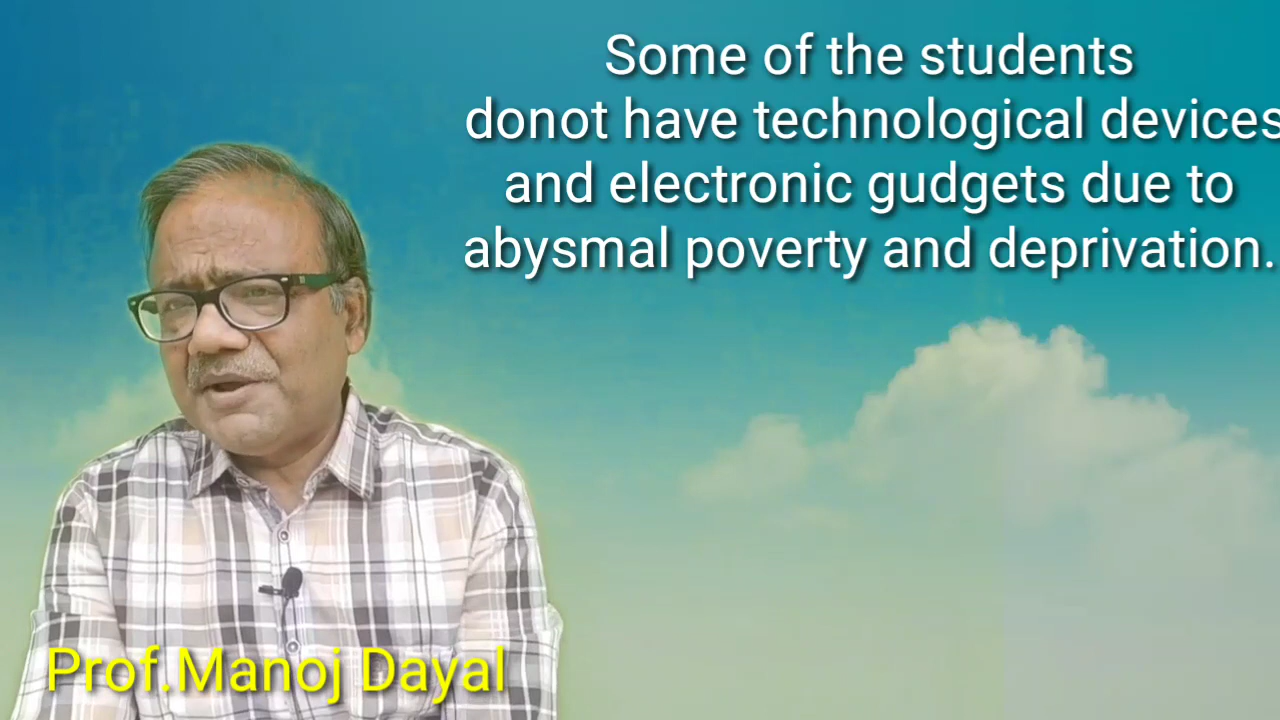 Some of the students
donot have technological devices
and electronic gudgets due to
abysmal poverty and deprivation.
Prof.Manoj Dayal